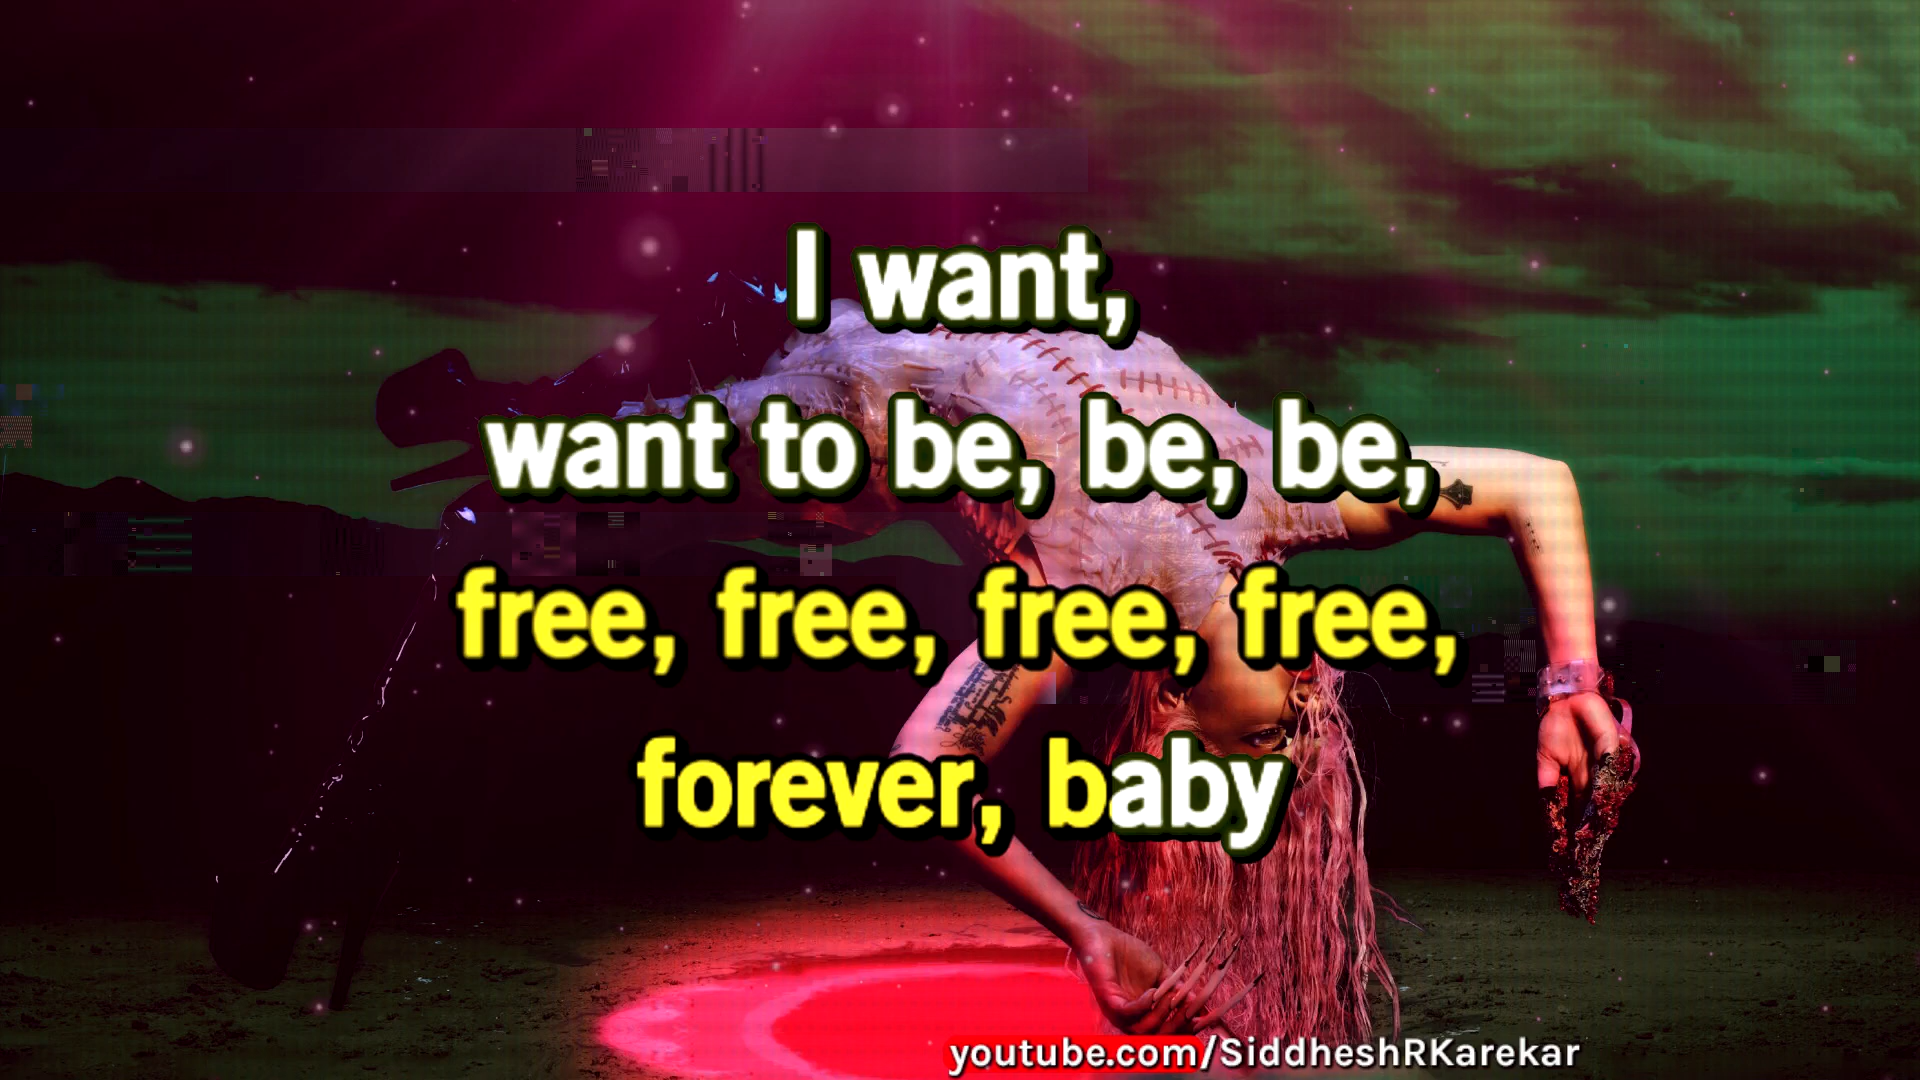 I want,
want to be, be, be,
free, free, free, free,
forever, baby
youtube.com/SiddheshRKarekar